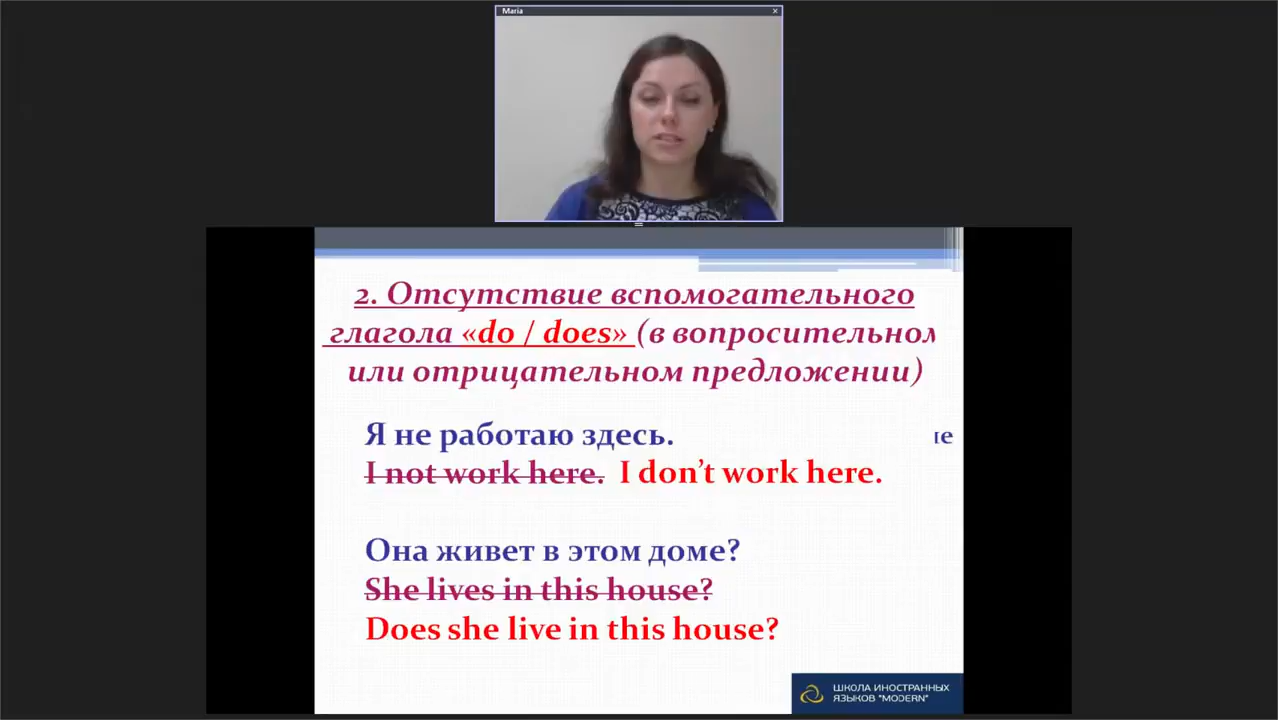 Maria
2. Отсутствие вспомогательного
глагола «do / does» (в вопросительном
или отрицательном предложении)
Я не работаю здесь.
I not work here. I don’t work here.
Она живет в этом доме?
She lives in this house?
Does she live in this house?
ШКОЛА ИНОСТРАННЫХ
ЯЗЫКОВ "MODERN"